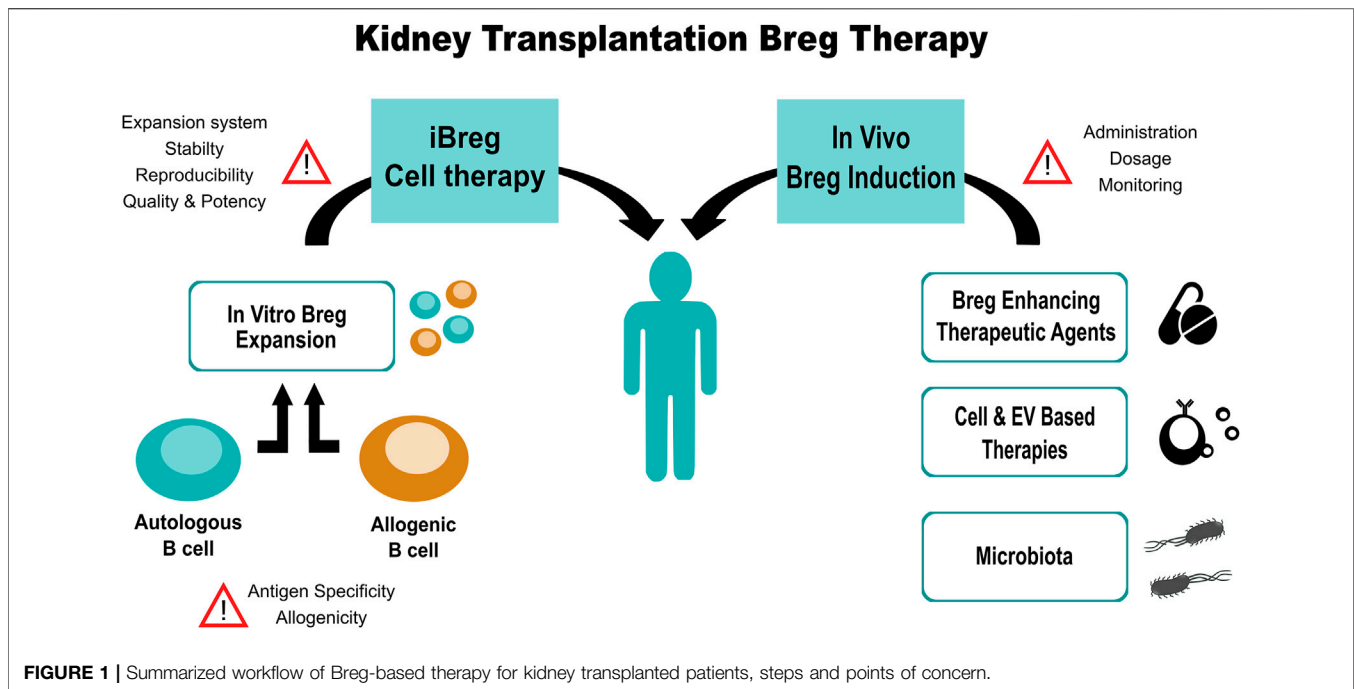 Kidney Transplantation Breg Therapy
Expansion system
Stabilty
Reproducibility
Quality & Potency
!
iBreg
Cell therapy
In Vivo
Breg Induction
!
Administration
Dosage
Monitoring
In Vitro Breg
Expansion
Breg Enhancing
Therapeutic Agents
Cell & EV Based
Therapies
Microbiota
Autologous
B cell
Allogenic
B cell
!
Antigen Specificity
Allogenicity
FIGURE 1 | Summarized workflow of Breg-based therapy for kidney transplanted patients, steps and points of concern.